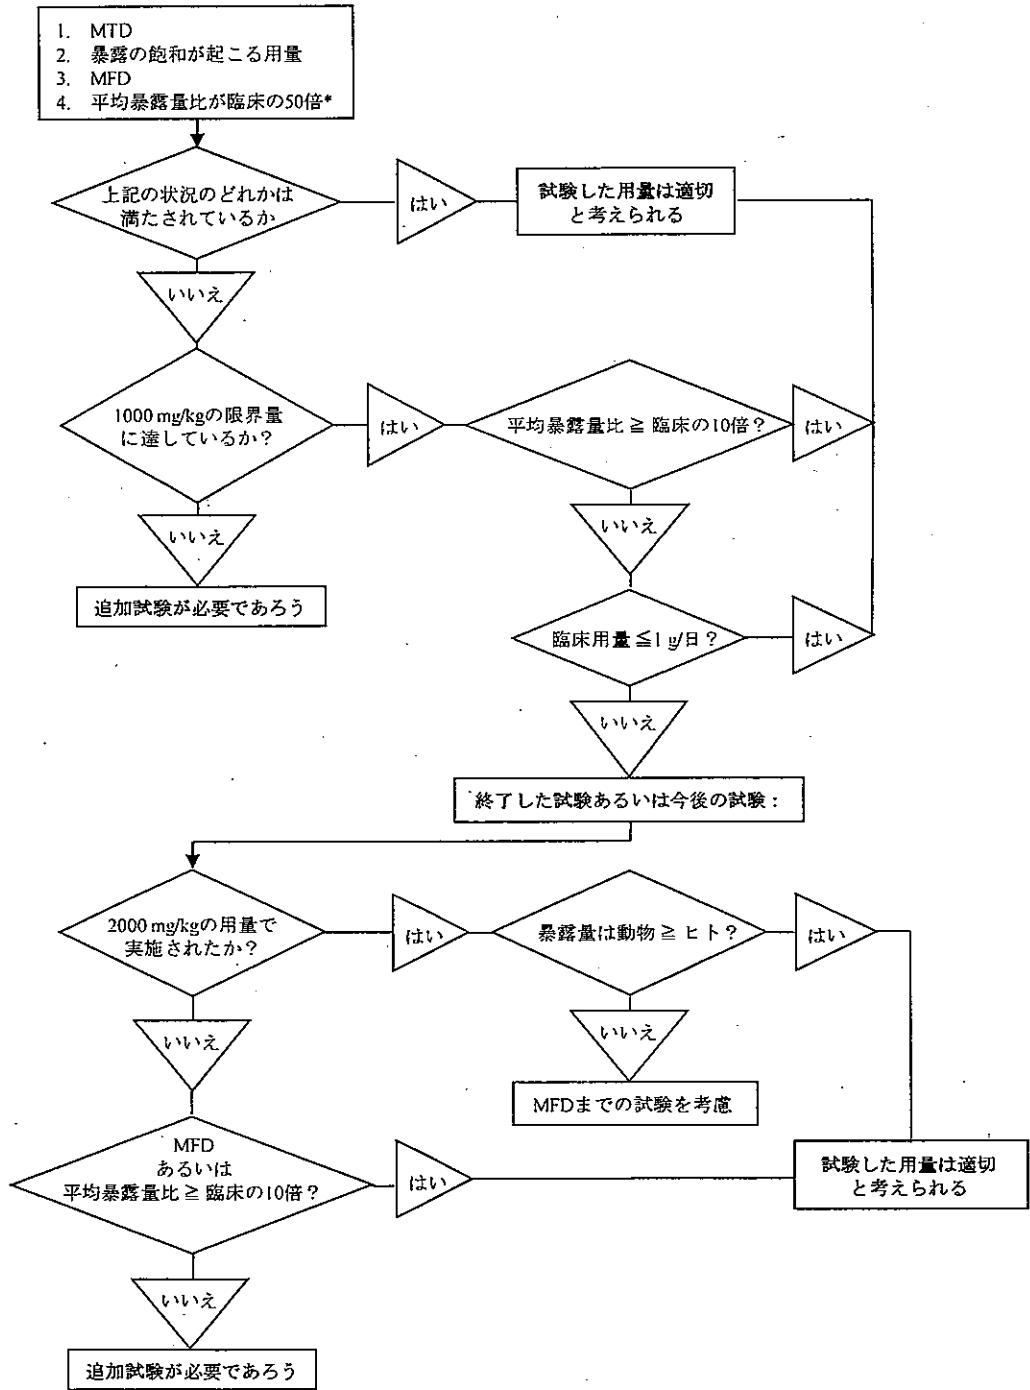 1. MTD
2. 暴露の飽和が起こる用量
3. MFD
4. 平均暴露量比が臨床の50倍*
上記の状況のどれかは
満たされているか
はい
試験した用量は適切
と考えられる
いいえ
1000 mg/kgの限界量
に達しているか?
はい
平均暴露量比 ≧ 臨床の10倍?
はい
いいえ
いいえ
追加試験が必要であろう
臨床用量 ≦1 g/日?
はい
いいえ
終了した試験あるいは今後の試験:
2000 mg/kgの用量で
実施されたか?
はい
暴露量は動物 ≧ ヒト?
はい
いいえ
いいえ
MFDまでの試験を考慮
MFD
あるいは
平均暴露量比 ≧ 臨床の10倍?
はい
試験した用量は適切
と考えられる
いいえ
追加試験が必要であろう